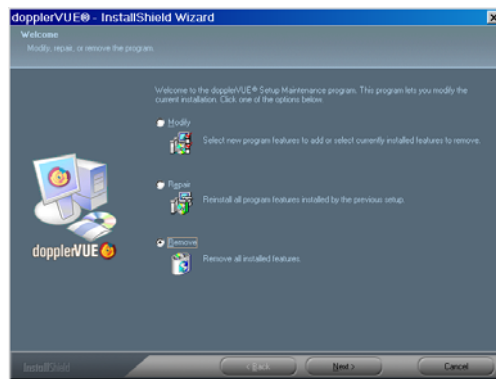 dopplerVUE® - InstallShield Wizard
Welcome
Modify, repair, or remove the program.
Welcome to the dopplerVUE® Setup Maintenance program. This program lets you modify the
current installation. Click one of the options below.
Modify
Select new program features to add or select currently installed features to remove.
Repair
Reinstall all program features installed by the previous setup.
Remove
Remove all installed features.
dopplerVUE
InstallShield
< Back
Next >
Cancel